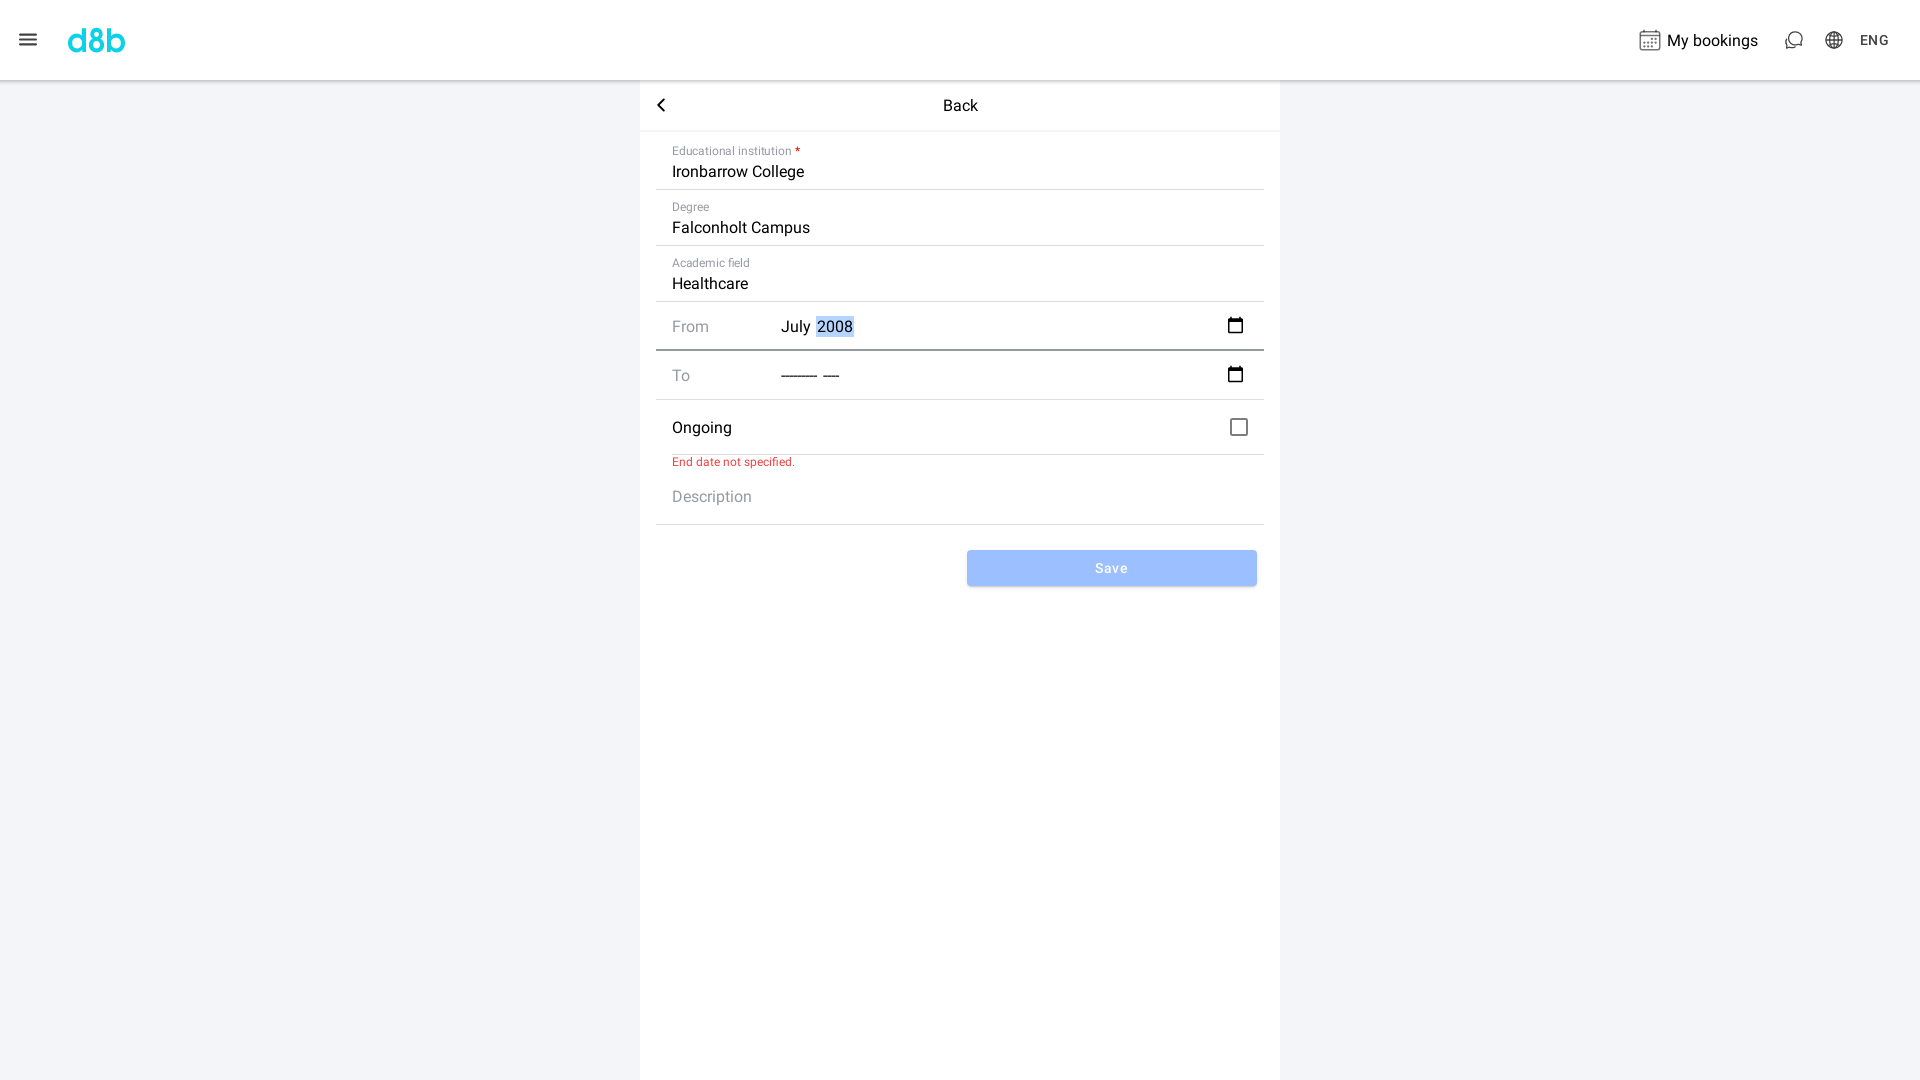 d8b
My bookings
ENG
Back
Educational institution *
Ironbarrow College
Degree
Falconholt Campus
Academic field
Healthcare
From July 2008
To --------- ----
Ongoing
End date not specified.
Description
Save